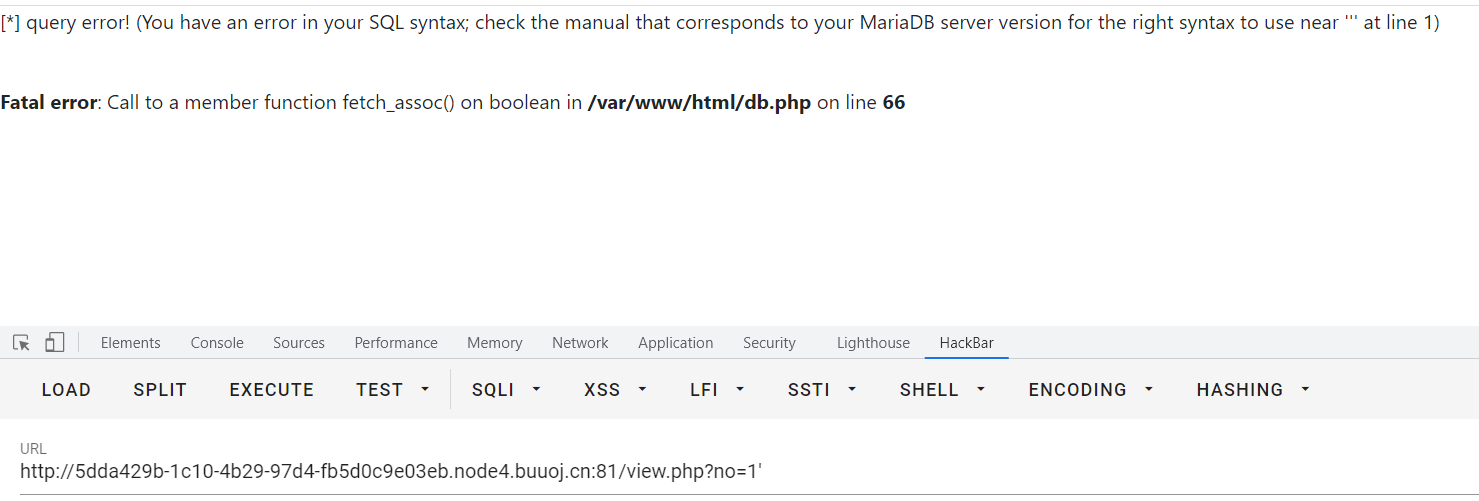 [*] query error! (You have an error in your SQL syntax; check the manual that corresponds to your MariaDB server version for the right syntax to use near ''' at line 1)
Fatal error: Call to a member function fetch_assoc() on boolean in /var/www/html/db.php on line 66
Elements Console Sources Performance Memory Network Application Security Lighthouse HackBar
LOAD SPLIT EXECUTE TEST SQLI XSS LFI SSTI SHELL ENCODING HASHING
URL
http://5dda429b-1c10-4b29-97d4-fb5d0c9e03eb.node4.buuoj.cn:81/view.php?no=1'